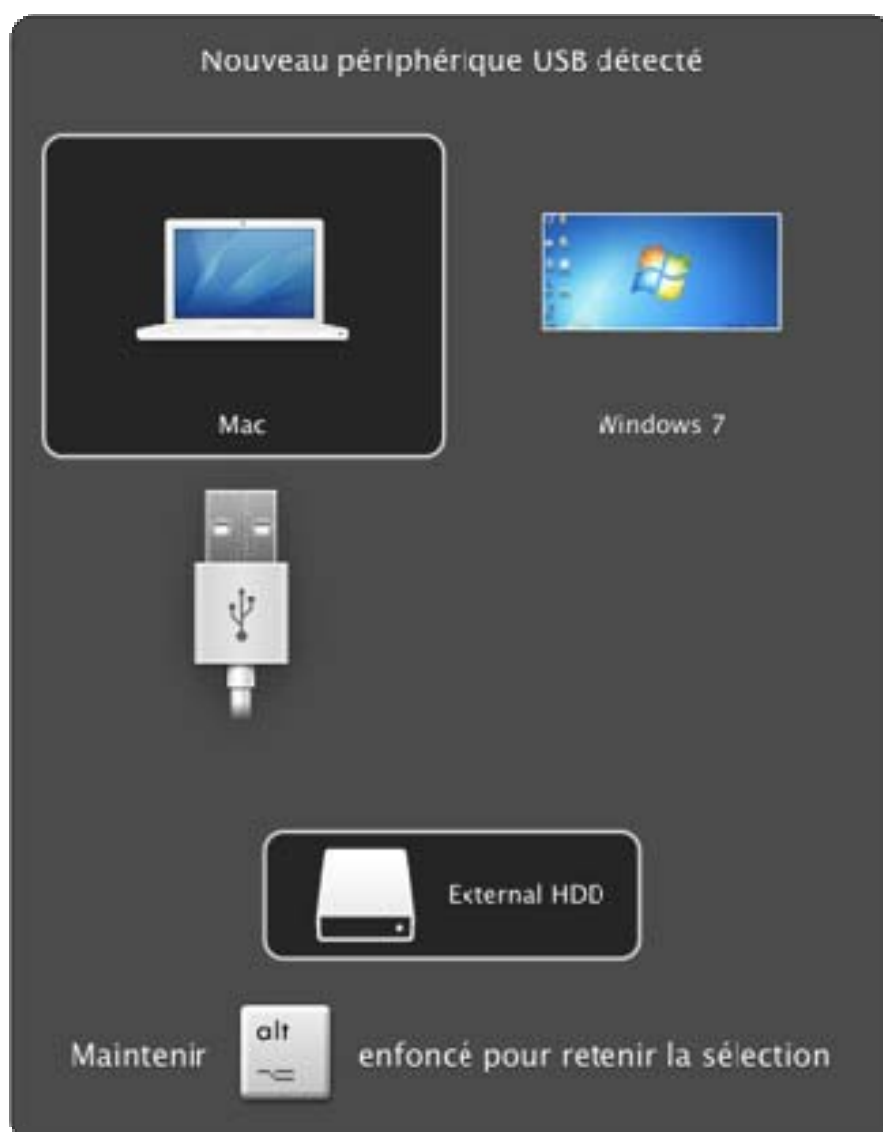 Nouveau périphérique USB détecté
Mac
Windows 7
External HDD
Maintenir alt enfoncé pour retenir la sélection